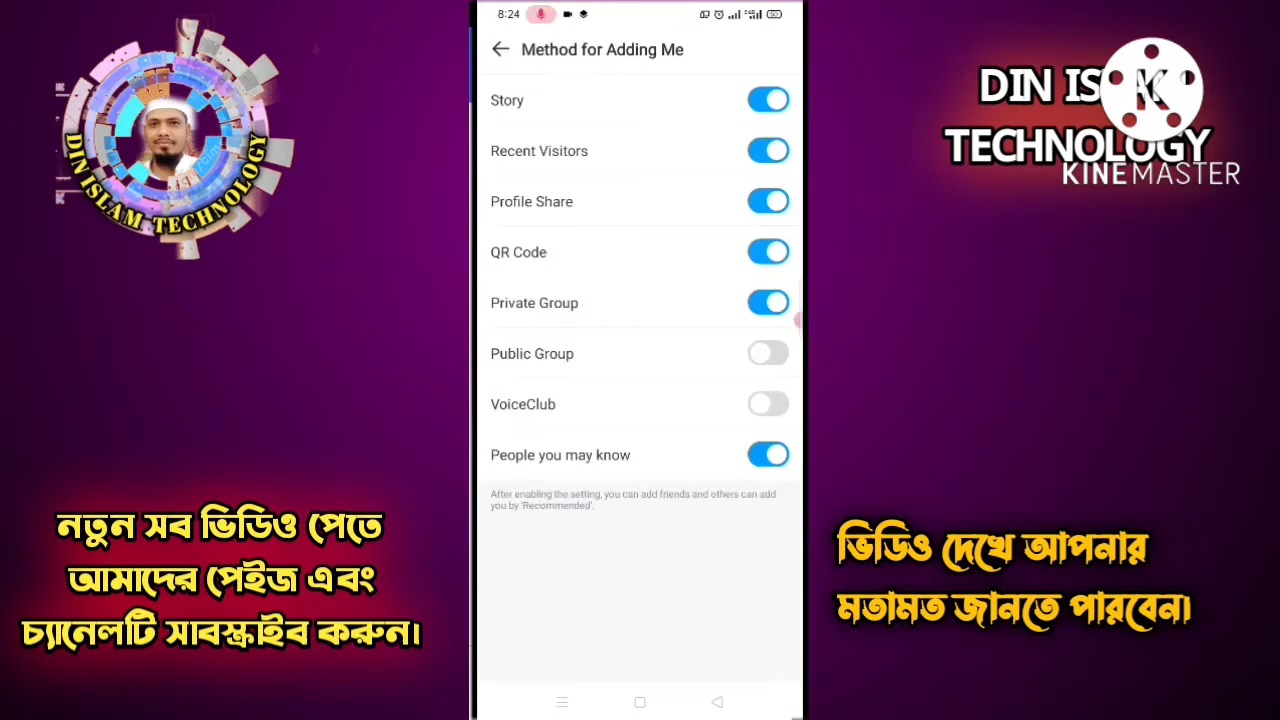 DIN ISLAM TECHNOLOGY
নতুন সব ভিডিও পেতে
আমাদের পেইজ এবং
চ্যানেলটি সাবস্ক্রাইব করুন।
8:24
50
Method for Adding Me
Story
Recent Visitors
Profile Share
QR Code
Private Group
Public Group
VoiceClub
People you may know
After enabling the setting, you can add friends and others can add
you by 'Recommended'.
DIN IS
TECHNOLOGY
K
KINEMASTER
ভিডিও দেখে আপনার
মতামত জানতে পারবেন।